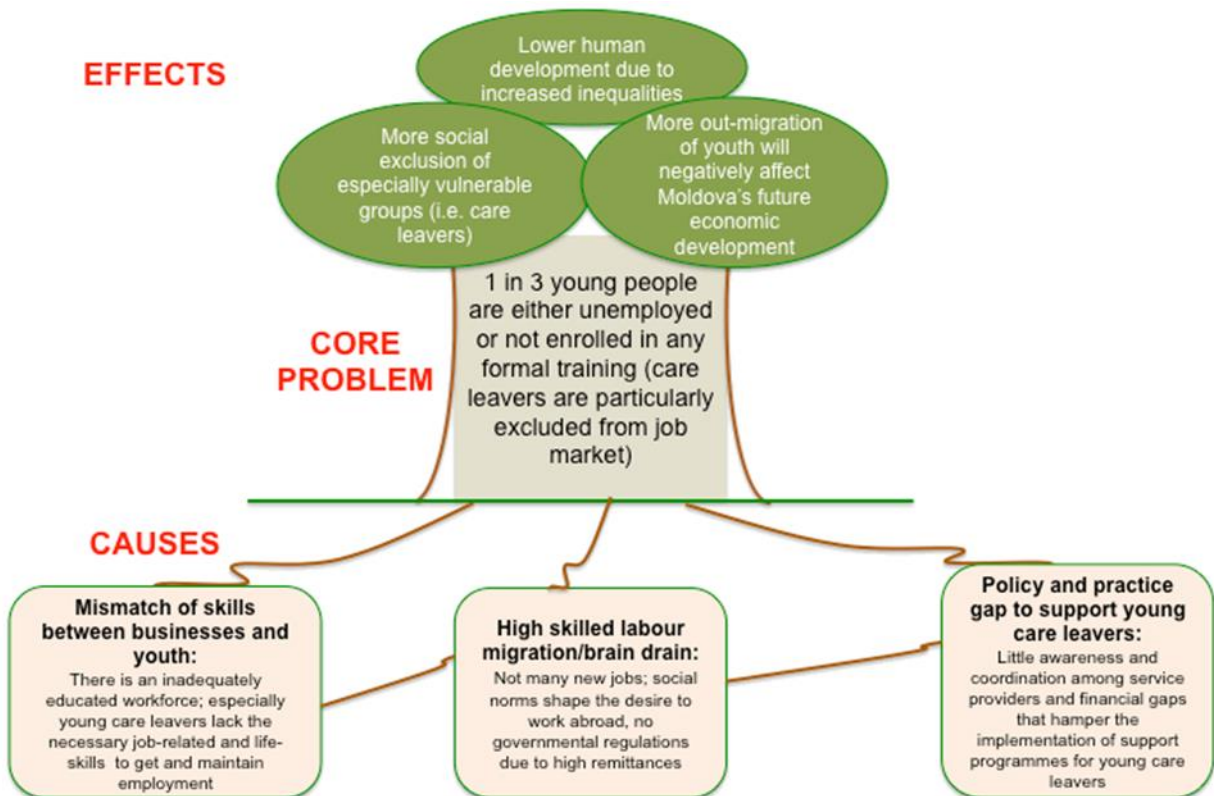 EFFECTS
Lower human
development due to
increased inequalities
More social
exclusion of
especially vulnerable
groups (i.e. care
leavers)
More out-migration
of youth will
negatively affect
Moldova's future
economic
development
CORE
PROBLEM
1 in 3 young people
are either unemployed
or not enrolled in any
formal training (care
leavers are particularly
excluded from job
market)
CAUSES
Mismatch of skills
between businesses and
youth:
There is an inadequately
educated workforce; especially
young care leavers lack the
necessary job-related and life-
skills to get and maintain
employment
High skilled labour
migration/brain drain:
Not many new jobs; social
norms shape the desire to
work abroad, no
governmental regulations
due to high remittances
Policy and practice
gap to support young
care leavers:
Little awareness and
coordination among service
providers and financial gaps
that hamper the
implementation of support
programmes for young care
leavers